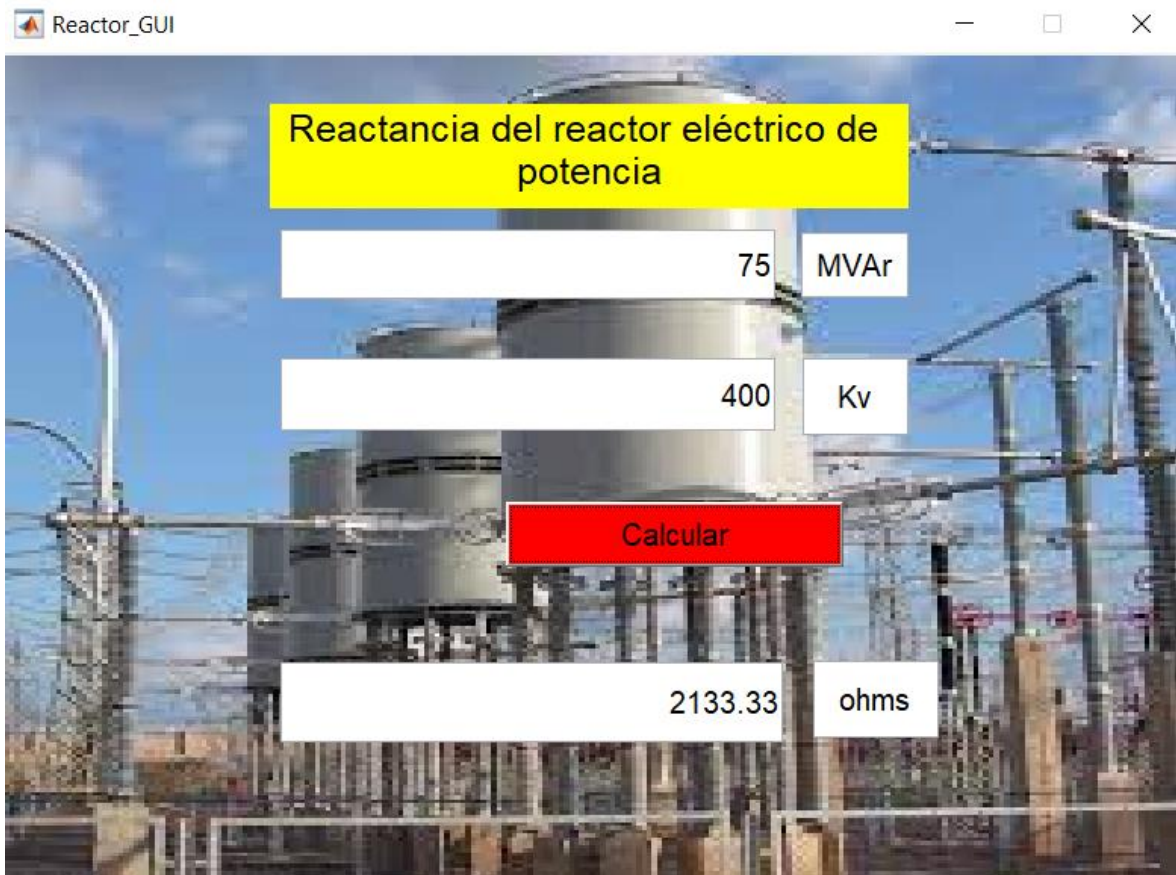 Reactor_GUI
Reactancia del reactor eléctrico de
potencia
75 MVAr
400 Kv
Calcular
2133.33 ohms